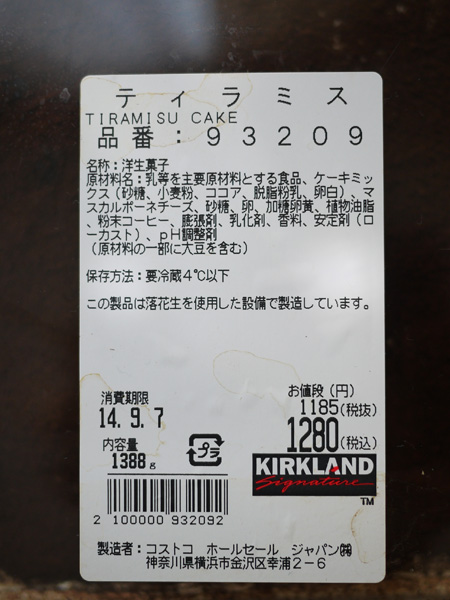 ティラミス
TIRAMISU CAKE
品番:93209
名称:洋生菓子
原材料名:乳等を主要原材料とする食品、ケーキミッ
クス(砂糖、小麦粉、ココア、脱脂粉乳、卵白)、マ
スカルポーネチーズ、砂糖、卵、加糖卵黄、植物油脂
、粉末コーヒー、膨張剤、乳化剤、香料、安定剤(ロ
ーカスト)、pH調整剤
(原材料の一部に大豆を含む)
保存方法:要冷蔵4℃以下
この製品は落花生を使用した設備で製造しています。
消費期限
14.9.7
内容量
1388g
プラ
お値段(円)
1185(税抜)
1280(税込)
KIRKLAND
Signature
TM
2 100000 932092
製造者:コストコ ホールセール ジャパン㈱
神奈川県横浜市金沢区幸浦2-6